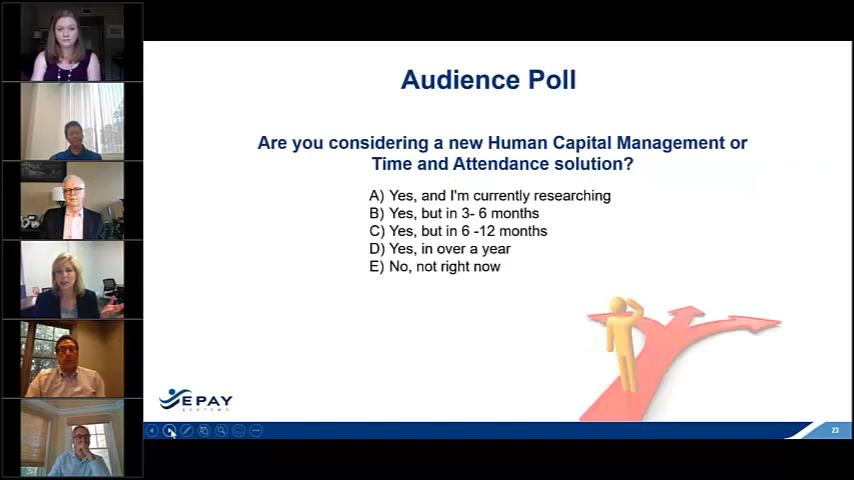 Audience Poll
Are you considering a new Human Capital Management or
Time and Attendance solution?
A) Yes, and I'm currently researching
B) Yes, but in 3- 6 months
C) Yes, but in 6 -12 months
D) Yes, in over a year
E) No, not right now
EPAY
SYSTEMS
23